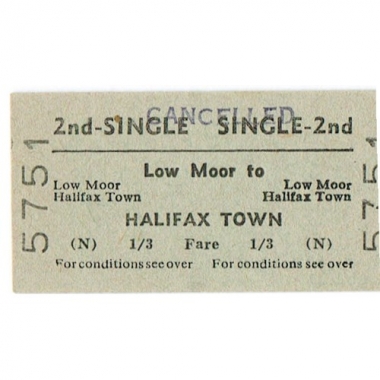 CANCELLED
2nd-SINGLE SINGLE-2nd
Low Moor to
Low Moor Low Moor
Halifax Town Halifax Town
HALIFAX TOWN
(N) 1/3 Fare 1/3 (N)
For conditions see over For conditions see over
5751
5751